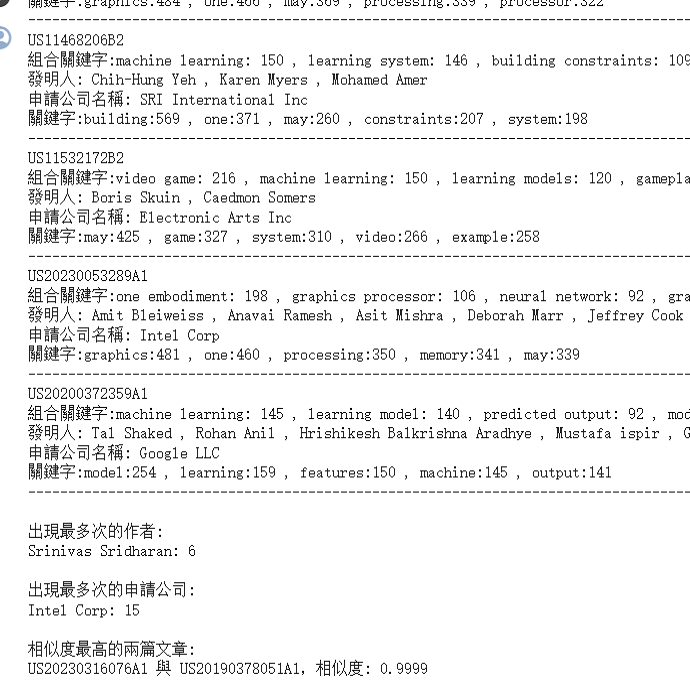 關鍵字:graphics:484 , one:466 , may:369 , processing:339 , processor:322
--------------------------------------------------------------------------------
US11468206B2
組合關鍵字:machine learning: 150 , learning system: 146 , building constraints: 109
發明人: Chih-Hung Yeh , Karen Myers , Mohamed Amer
申請公司名稱: SRI International Inc
關鍵字:building:569 , one:371 , may:260 , constraints:207 , system:198
--------------------------------------------------------------------------------
US11532172B2
組合關鍵字:video game: 216 , machine learning: 150 , learning models: 120 , gamepla
發明人: Boris Skuin , Caedmon Somers
申請公司名稱: Electronic Arts Inc
關鍵字:may:425 , game:327 , system:310 , video:266 , example:258
--------------------------------------------------------------------------------
US20230053289A1
組合關鍵字:one embodiment: 198 , graphics processor: 106 , neural network: 92 , gra
發明人: Amit Bleiweiss , Anavai Ramesh , Asit Mishra , Deborah Marr , Jeffrey Cook
申請公司名稱: Intel Corp
關鍵字:graphics:481 , one:460 , processing:350 , memory:341 , may:339
--------------------------------------------------------------------------------
US20200372359A1
組合關鍵字:machine learning: 145 , learning model: 140 , predicted output: 92 , mod
發明人: Tal Shaked , Rohan Anil , Hrishikesh Balkrishna Aradhye , Mustafa ispir , G
申請公司名稱: Google LLC
關鍵字:model:254 , learning:159 , features:150 , machine:145 , output:141
--------------------------------------------------------------------------------
出現最多次的作者:
Srinivas Sridharan: 6
出現最多次的申請公司:
Intel Corp: 15
相似度最高的兩篇文章:
US20230316076A1 與 US20190378051A1, 相似度: 0.9999